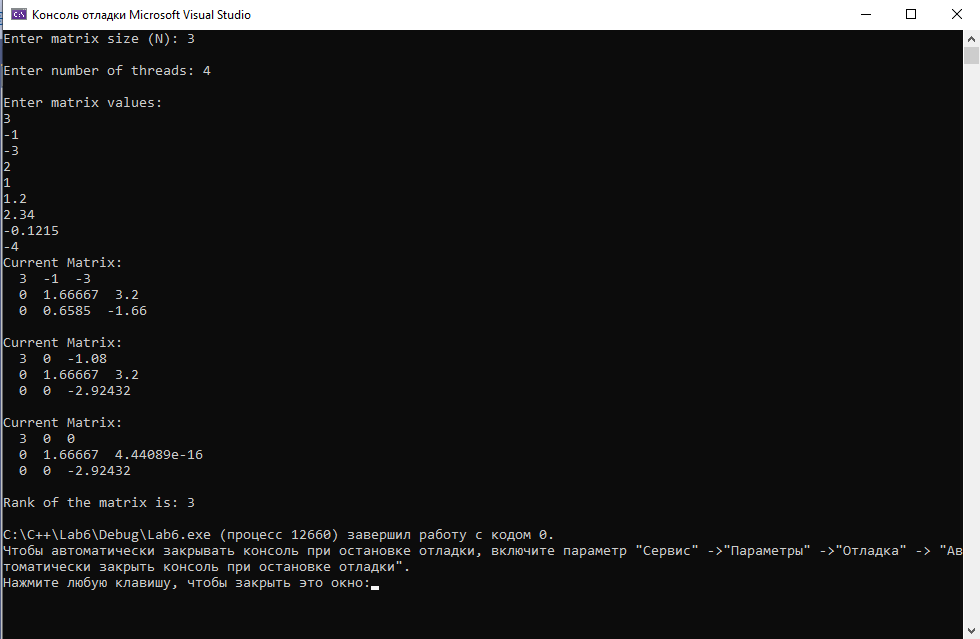 Консоль отладки Microsoft Visual Studio
Enter matrix size (N): 3
Enter number of threads: 4
Enter matrix values:
3
-1
-3
2
1
1.2
2.34
-0.1215
-4
Current Matrix:
3 -1 -3
0 1.66667 3.2
0 0.6585 -1.66
Current Matrix:
3 0 -1.08
0 1.66667 3.2
0 0 -2.92432
Current Matrix:
3 0 0
0 1.66667 4.44089e-16
0 0 -2.92432
Rank of the matrix is: 3
C:\C++\Lab6\Debug\Lab6.exe (процесс 12660) завершил работу с кодом 0.
Чтобы автоматически закрывать консоль при остановке отладки, включите параметр "Сервис" ->"Параметры" ->"Отладка" -> "Ав
томатически закрыть консоль при остановке отладки".
Нажмите любую клавишу, чтобы закрыть это окно: